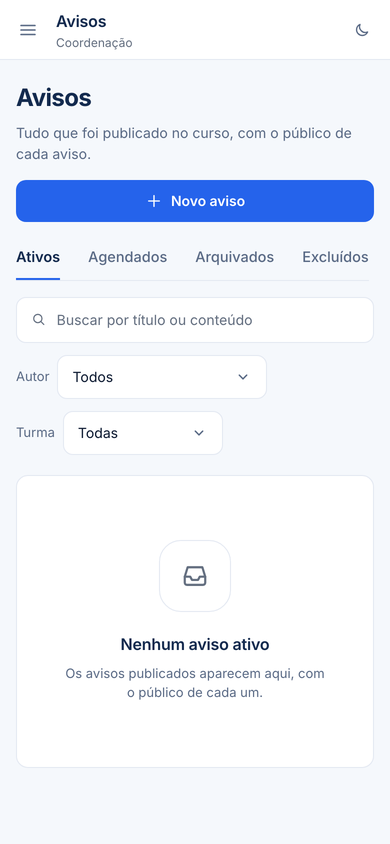 Avisos
Coordenação
Avisos
Tudo que foi publicado no curso, com o público de
cada aviso.
Novo aviso
Ativos Agendados Arquivados Excluídos
Buscar por título ou conteúdo
Autor Todos
Turma Todas
Nenhum aviso ativo
Os avisos publicados aparecem aqui, com
o público de cada um.